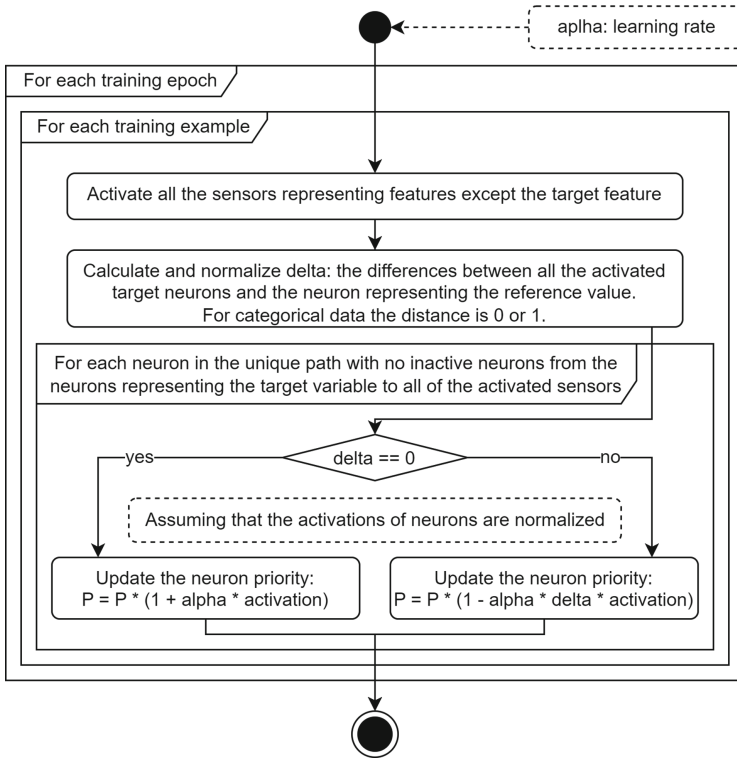 aplha: learning rate
For each training epoch
For each training example
Activate all the sensors representing features except the target feature
Calculate and normalize delta: the differences between all the activated
target neurons and the neuron representing the reference value.
For categorical data the distance is 0 or 1.
For each neuron in the unique path with no inactive neurons from the
neurons representing the target variable to all of the activated sensors
delta == 0
yes
no
Assuming that the activations of neurons are normalized
Update the neuron priority:
P = P * (1 + alpha * activation)
Update the neuron priority:
P = P * (1 - alpha * delta * activation)